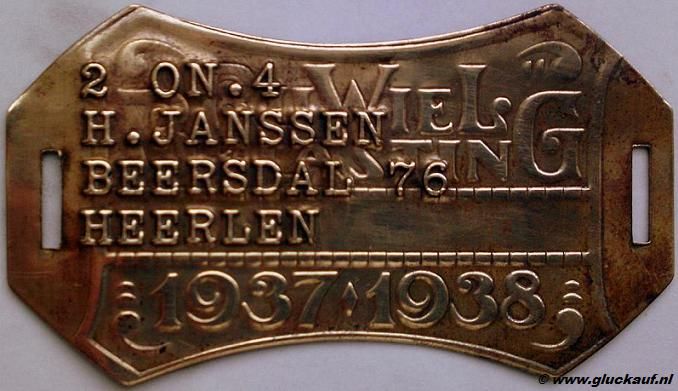 2 ON.4
H.JANSSEN
BEERSDAL 76
HEERLEN
WIEL
STING
1937 1938
© www.gluckauf.nl